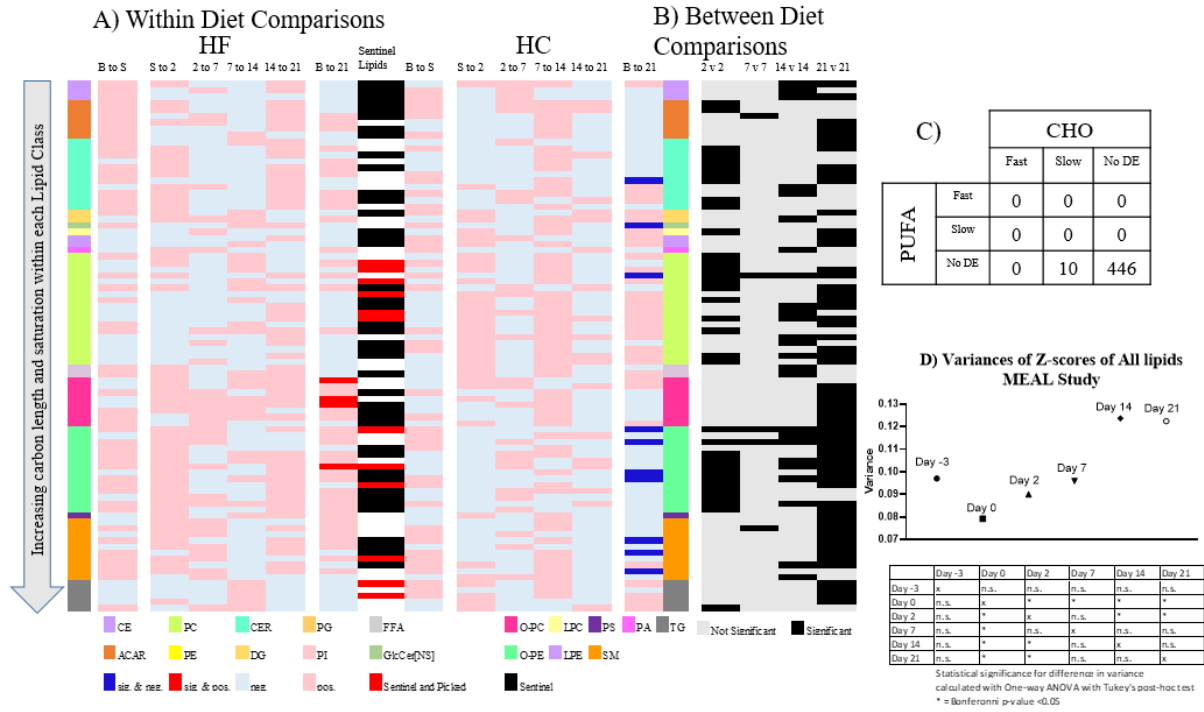 A) Within Diet Comparisons
B) Between Diet
Comparisons
HF
Sentinel
Lipids
HC
B to S
S to 2
2 to 7
7 to 14
14 to 21
B to 21
B to S
S to 2
2 to 7
7 to 14
14 to 21
B to 21
2 v 2
7 v 7
14 v 14
21 v 21
Increasing carbon length and saturation within each Lipid Class
CE
PC
CER
PG
FFA
O-PC
LPC
PS
PA
TG
Not Significant
Significant
ACAR
PE
DG
PI
GlcCer[NS]
O-PE
LPE
SM
sig. & neg.
sig. & pos.
neg.
pos.
Sentinel and Picked
Sentinel
C)
CHO
Fast Slow No DE
PUFA
Fast 0 0 0
Slow 0 0 0
No DE 0 10 446
D) Variances of Z-scores of All lipids
MEAL Study
Variance
0.13
0.12
0.11
0.10
0.09
0.08
0.07
Day -3
Day 0
Day 2
Day 7
Day 14
Day 21
Day -3 Day 0 Day 2 Day 7 Day 14 Day 21
Day -3 x n.s. n.s. n.s. n.s. n.s.
Day 0 n.s. x * * * *
Day 2 n.s. * x n.s. * *
Day 7 n.s. * n.s. x n.s. n.s.
Day 14 n.s. * * n.s. x n.s.
Day 21 n.s. * * n.s. n.s. x
Statistical significance for difference in variance
calculated with One-way ANOVA with Tukey's post-hoc test
* = Bonferonni p-value <0.05